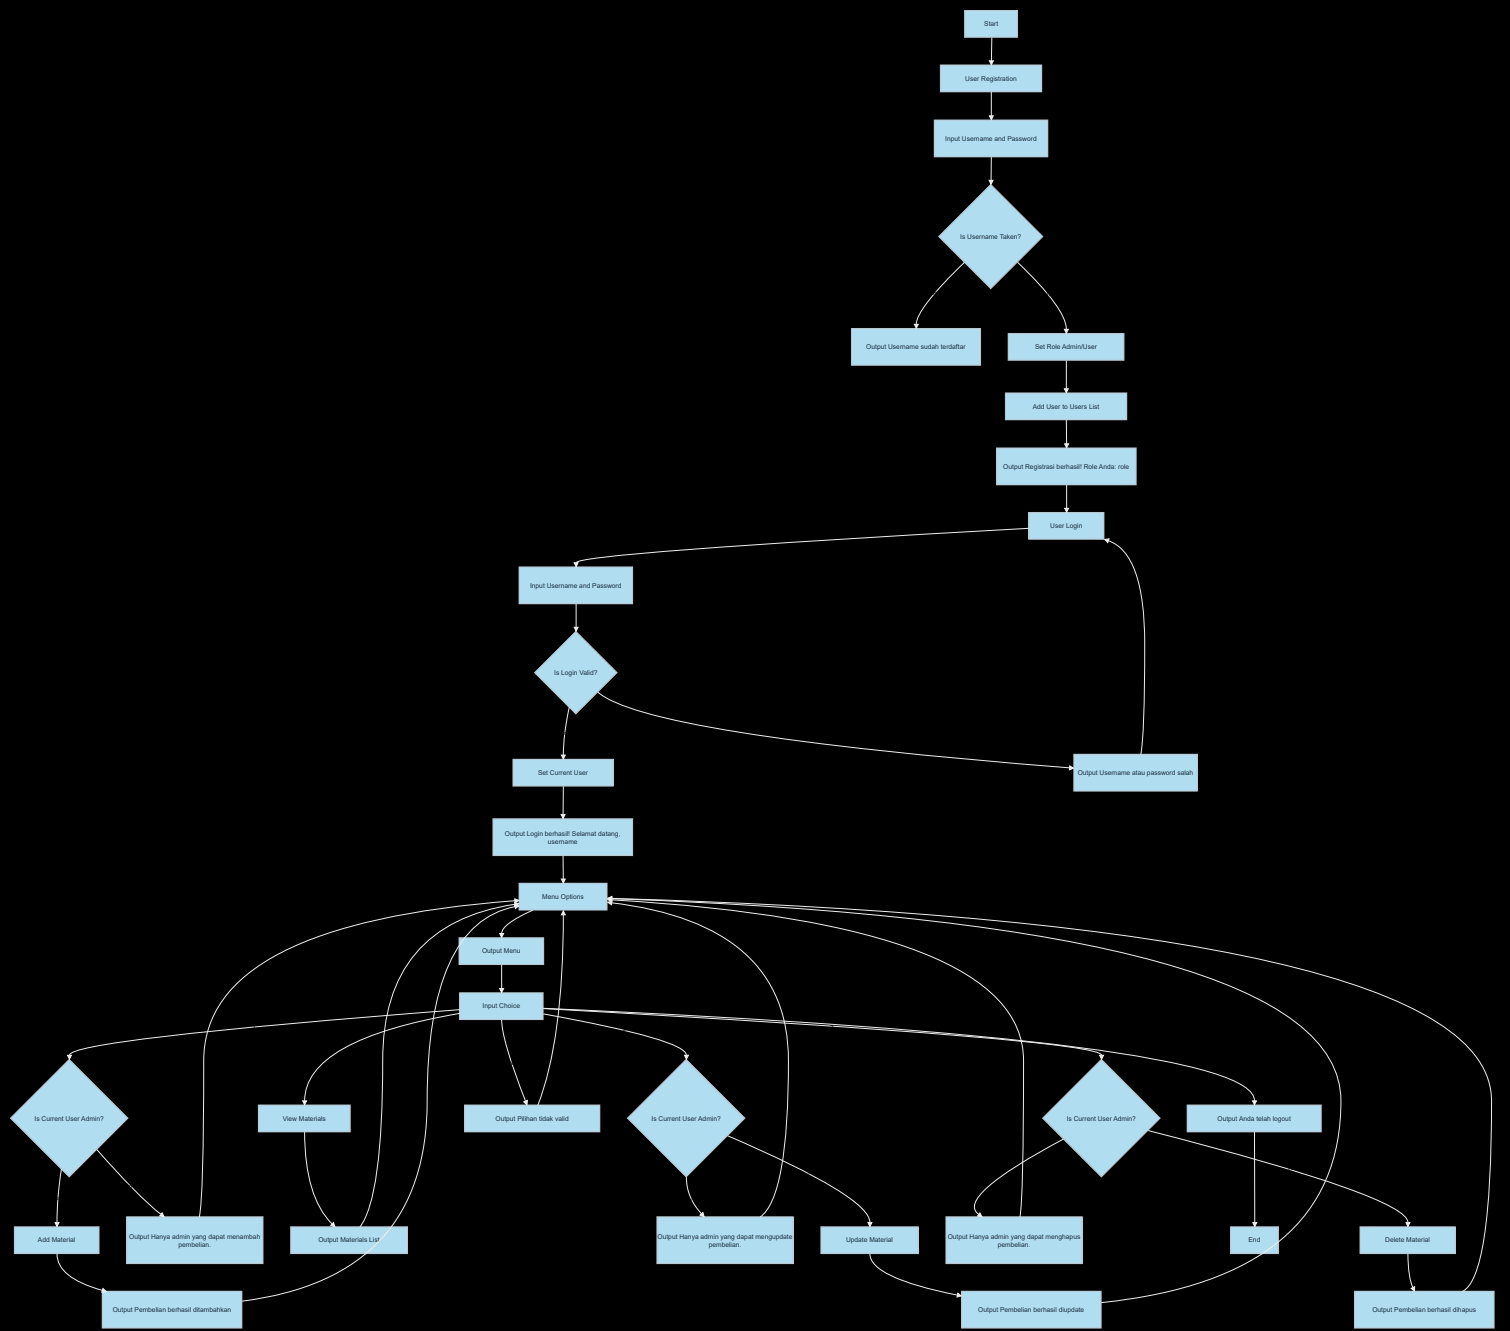 Start
User Registration
Input Username and Password
Is Username Taken?
Output Username sudah terdaftar
Set Role Admin/User
Add User to Users List
Output Registrasi berhasil! Role Anda: role
User Login
Input Username and Password
Is Login Valid?
Set Current User
Output Username atau password salah
Output Login berhasil! Selamat datang,
username
Menu Options
Output Menu
Input Choice
Is Current User Admin?
View Materials
Output Pilihan tidak valid
Is Current User Admin?
Is Current User Admin?
Output Anda telah logout
Add Material
Output Hanya admin yang dapat menambah
pembelian.
Output Materials List
Output Hanya admin yang dapat mengupdate
pembelian.
Update Material
Output Hanya admin yang dapat menghapus
pembelian.
End
Delete Material
Output Pembelian berhasil ditambahkan
Output Pembelian berhasil diupdate
Output Pembelian berhasil dihapus